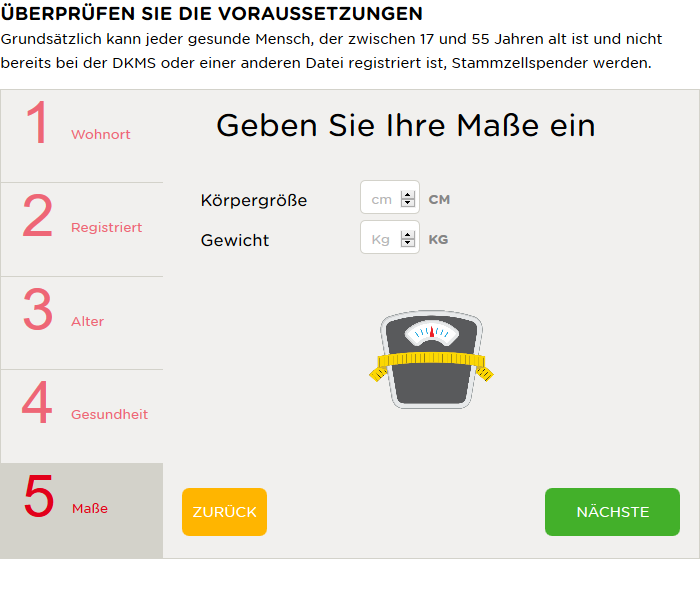 ÜBERPRÜFEN SIE DIE VORAUSSETZUNGEN
Grundsätzlich kann jeder gesunde Mensch, der zwischen 17 und 55 Jahren alt ist und nicht
bereits bei der DKMS oder einer anderen Datei registriert ist, Stammzellspender werden.
1 Wohnort
2 Registriert
3 Alter
4 Gesundheit
5 Maße
Geben Sie Ihre Maße ein
Körpergröße cm CM
Gewicht Kg KG
ZURÜCK NÄCHSTE